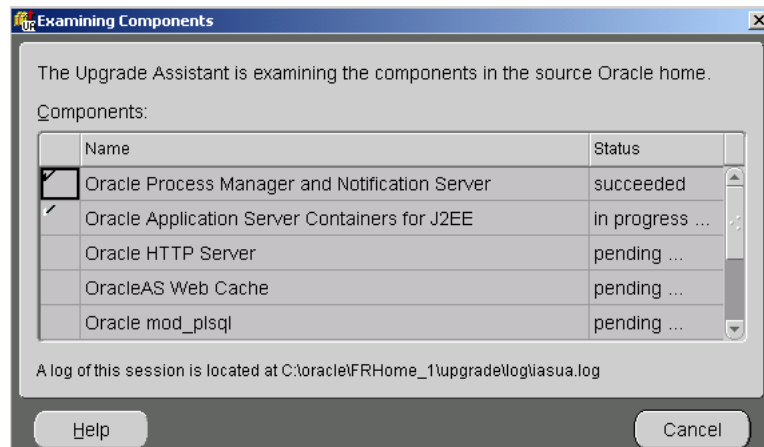 Examining Components
The Upgrade Assistant is examining the components in the source Oracle home.
Components:
Name Status
Oracle Process Manager and Notification Server succeeded
Oracle Application Server Containers for J2EE in progress ...
Oracle HTTP Server pending ...
OracleAS Web Cache pending ...
Oracle mod_plsql pending ...
A log of this session is located at C:\oracle\FRHome_1\upgrade\log\iasua.log
Help Cancel